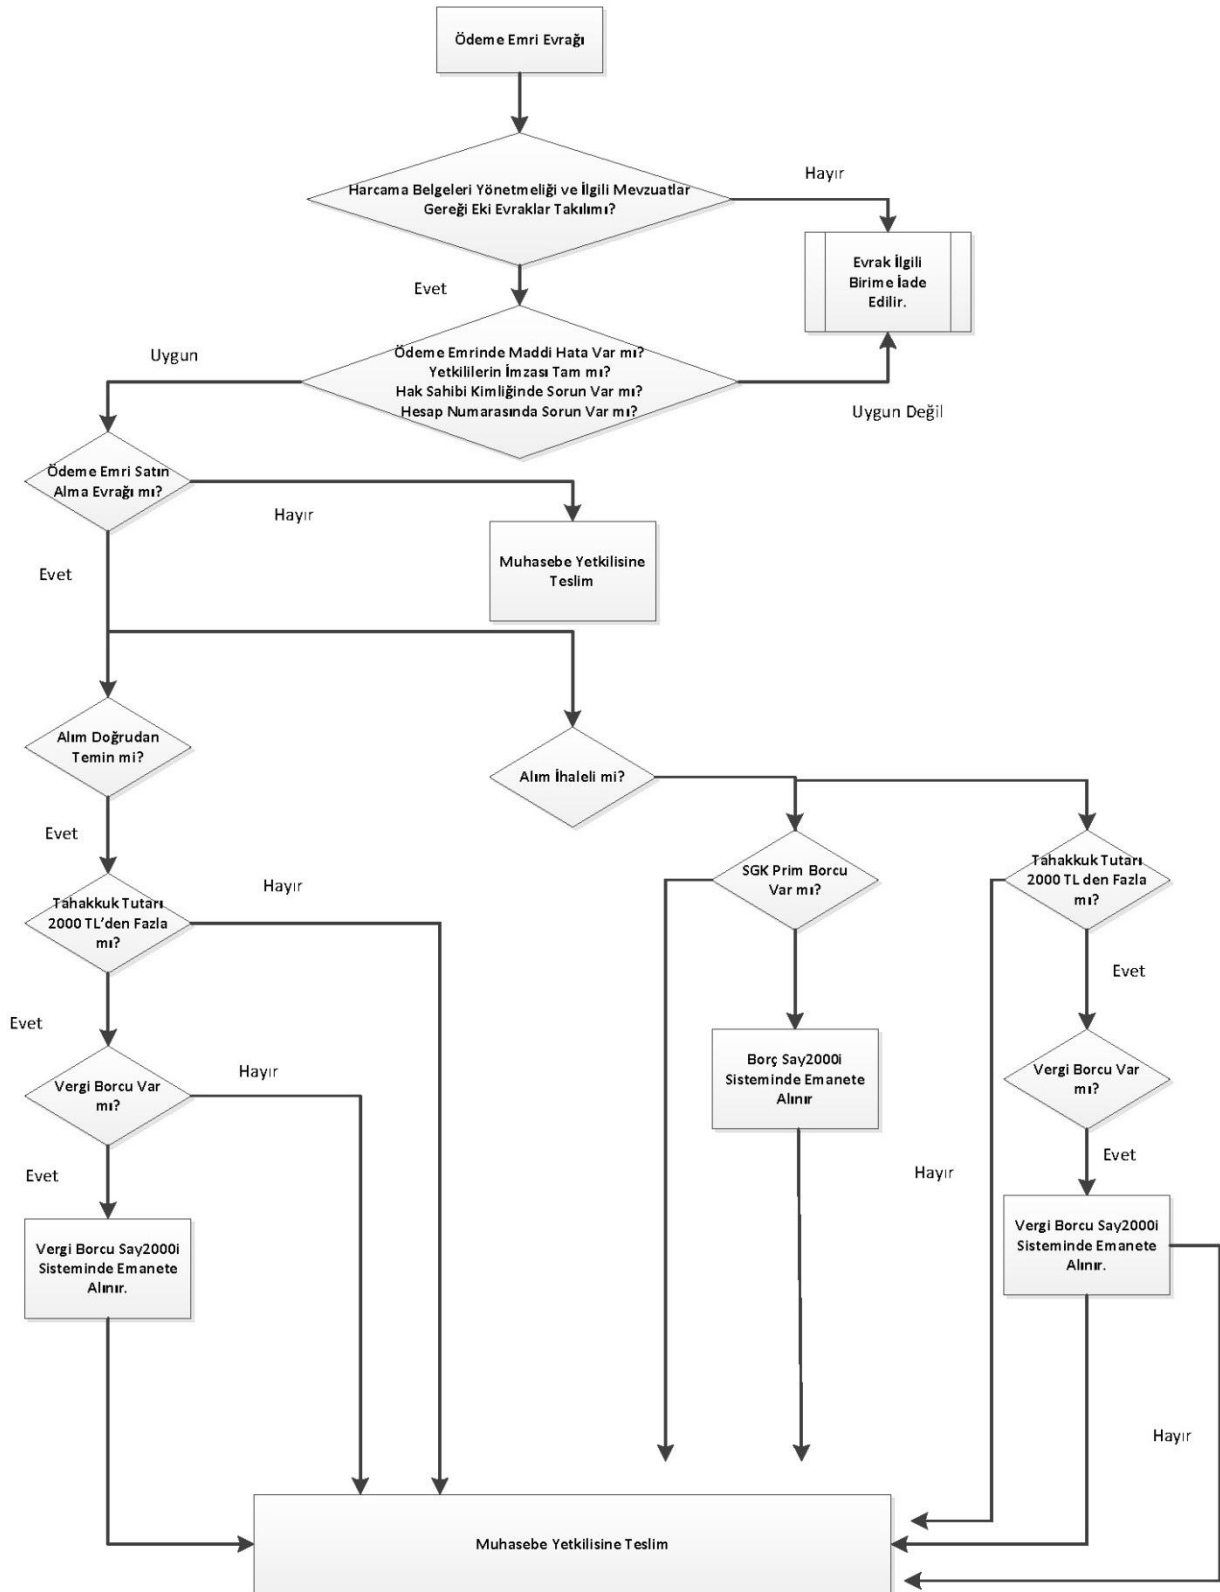 Ödeme Emri Evrağı
Harcama Belgeleri Yönetmeliği ve İlgili Mevzuatlar
Gereği Eki Evraklar Takılımı?
Hayır
Evrak İlgili
Birime İade
Edilir.
Evet
Ödeme Emrinde Maddi Hata Var mı?
Yetkililerin İmzası Tam mı?
Hak Sahibi Kimliğinde Sorun Var mı?
Hesap Numarasında Sorun Var mı?
Uygun
Uygun Değil
Ödeme Emri Satın
Alma Evrağı mı?
Hayır
Muhasebe Yetkilisine
Teslim
Evet
Alım Doğrudan
Temin mi?
Alım İhaleli mi?
Evet
Tahakkuk Tutarı
2000 TL'den Fazla
mı?
Hayır
SGK Prim Borcu
Var mı?
Tahakkuk Tutarı
2000 TL den Fazla
mı?
Evet
Evet
Vergi Borcu Var
mı?
Hayır
Borç Say2000i
Sisteminde Emanete
Alınır
Vergi Borcu Var mı?
Evet
Hayır
Evet
Vergi Borcu Say2000i
Sisteminde Emanete
Alınır.
Vergi Borcu Say2000i
Sisteminde Emanete
Alınır.
Hayır
Muhasebe Yetkilisine Teslim